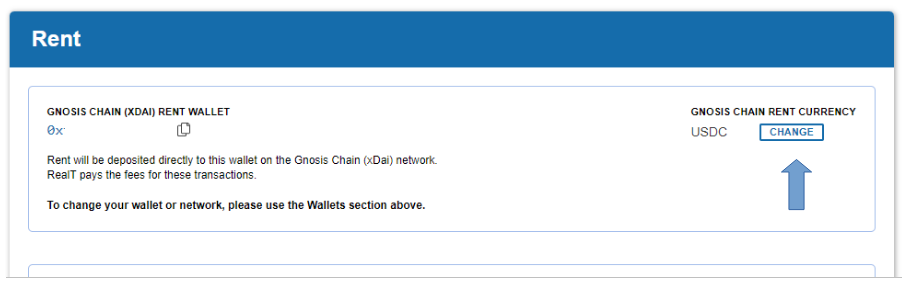 Rent
GNOSIS CHAIN (XDAI) RENT WALLET
0x
Rent will be deposited directly to this wallet on the Gnosis Chain (xDai) network.
RealT pays the fees for these transactions.
To change your wallet or network, please use the Wallets section above.
GNOSIS CHAIN RENT CURRENCY
USDC CHANGE